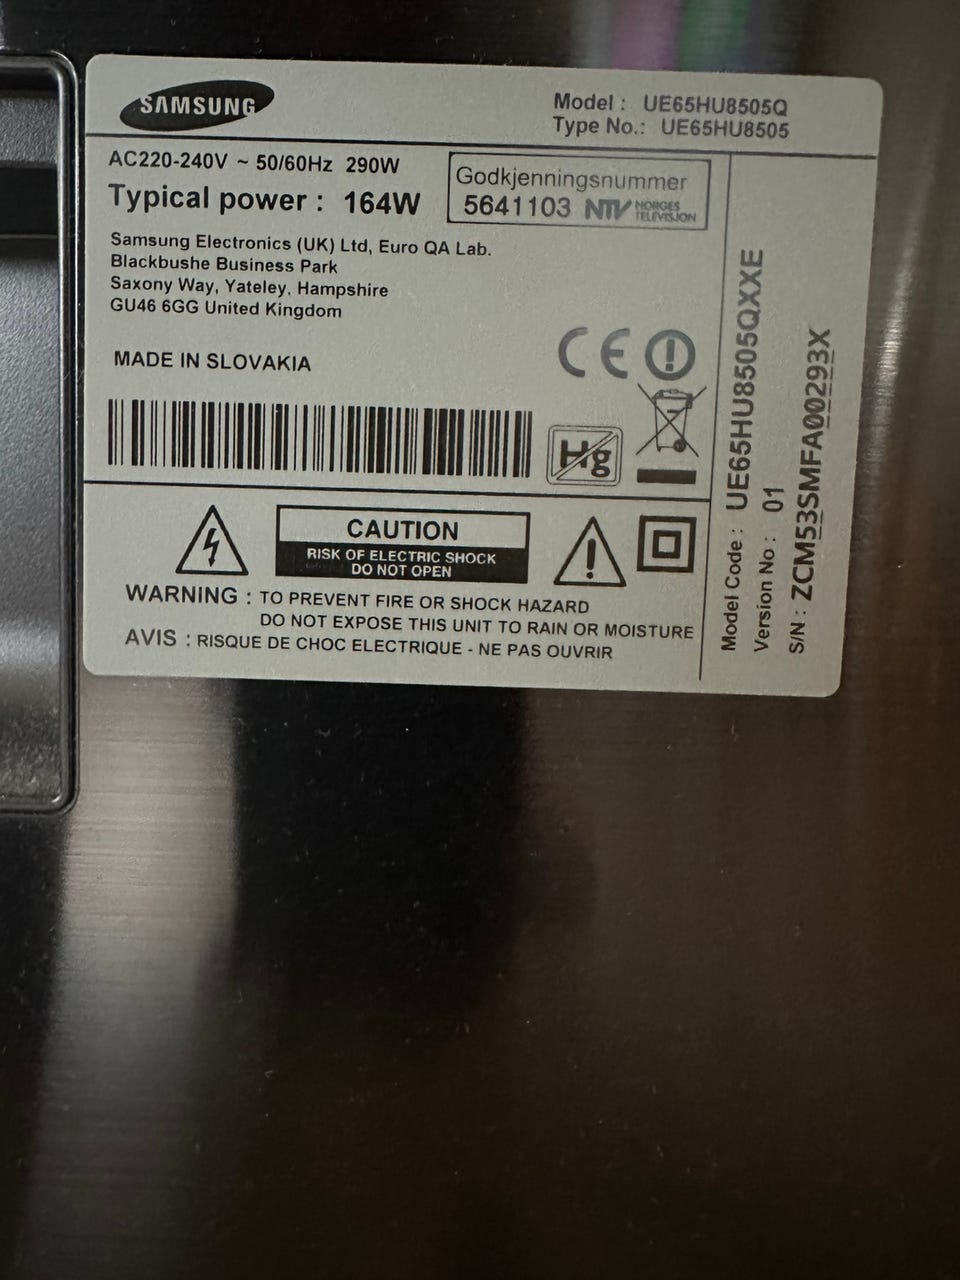 SAMSUNG
Model : UE65HU8505Q
Type No.: UE65HU8505
AC220-240V ~ 50/60Hz 290W
Typical power : 164W
Godkjenningsnummer
5641103 NTV NORGES TELEVISJON
Samsung Electronics (UK) Ltd, Euro QA Lab.
Blackbushe Business Park
Saxony Way, Yateley, Hampshire
GU46 6GG United Kingdom
MADE IN SLOVAKIA
CE
Hg
CAUTION
RISK OF ELECTRIC SHOCK
DO NOT OPEN
WARNING : TO PREVENT FIRE OR SHOCK HAZARD
DO NOT EXPOSE THIS UNIT TO RAIN OR MOISTURE
AVIS : RISQUE DE CHOC ELECTRIQUE - NE PAS OUVRIR
Model Code : UE65HU8505QXXE
Version No : 01
S/N : ZCM53SMFA00293X